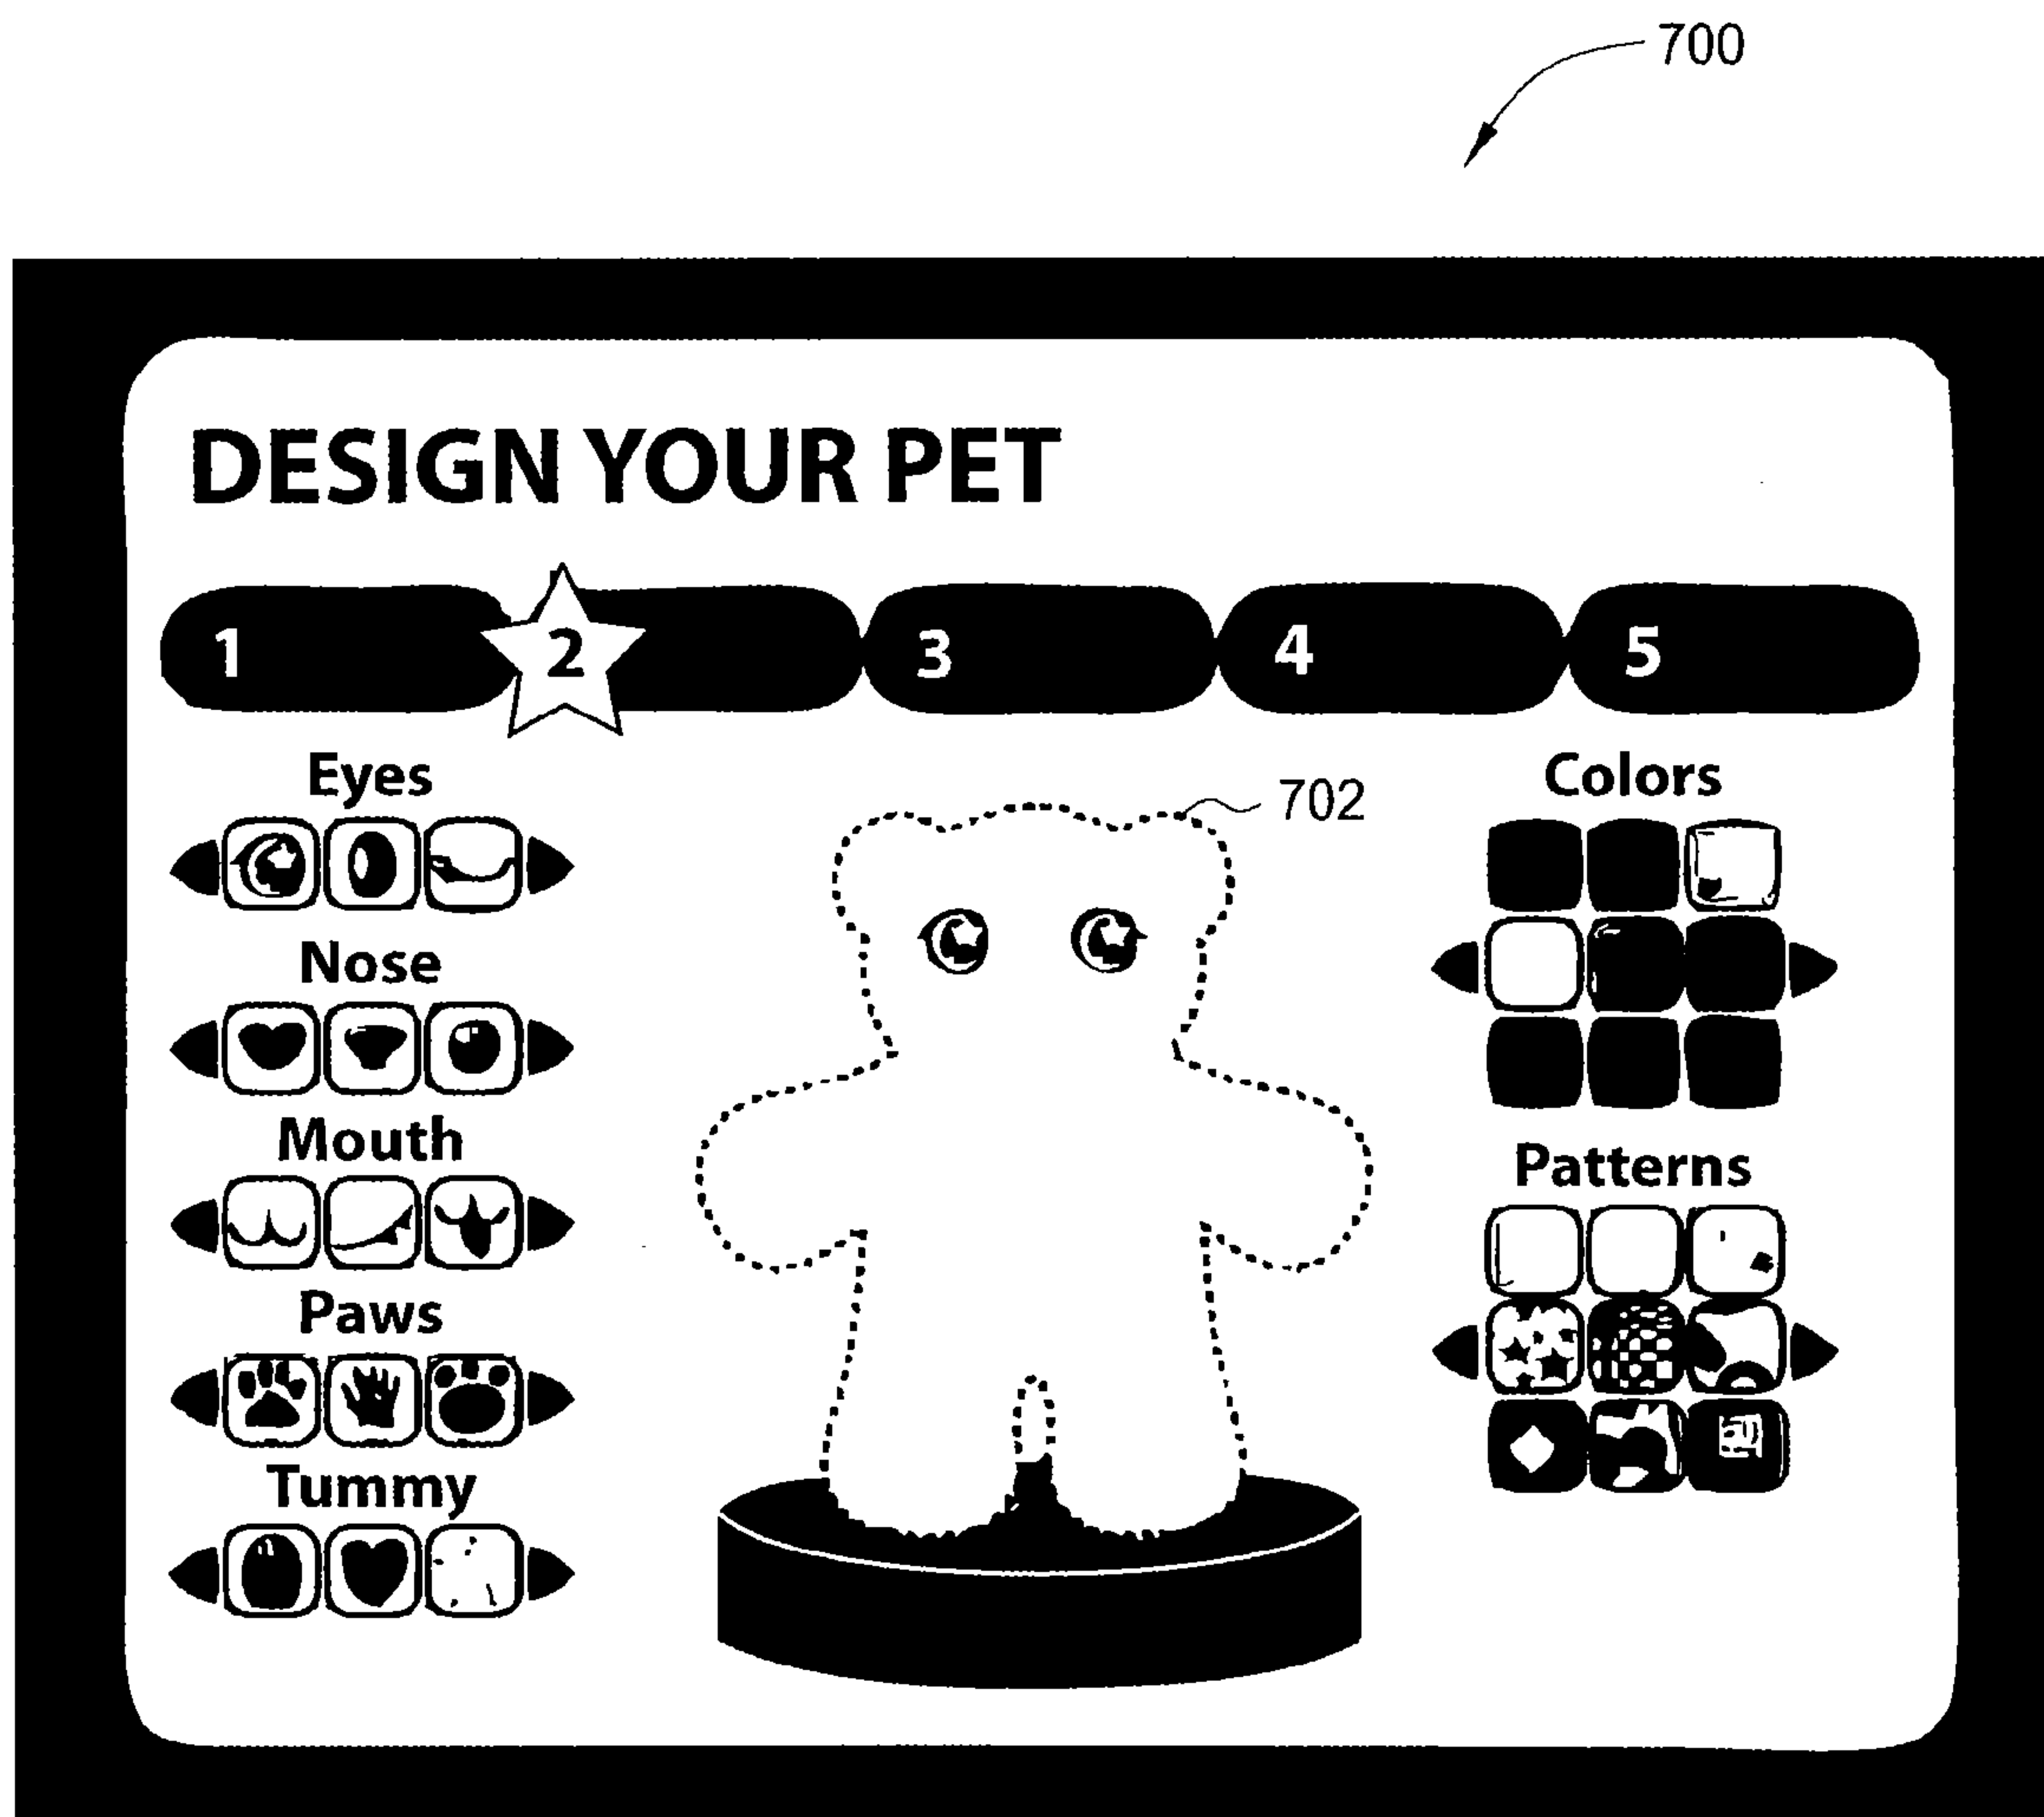 700
DESIGN YOUR PET
1 2 3 4 5
Eyes
702
Colors
Nose
Mouth
Patterns
Paws
Tummy